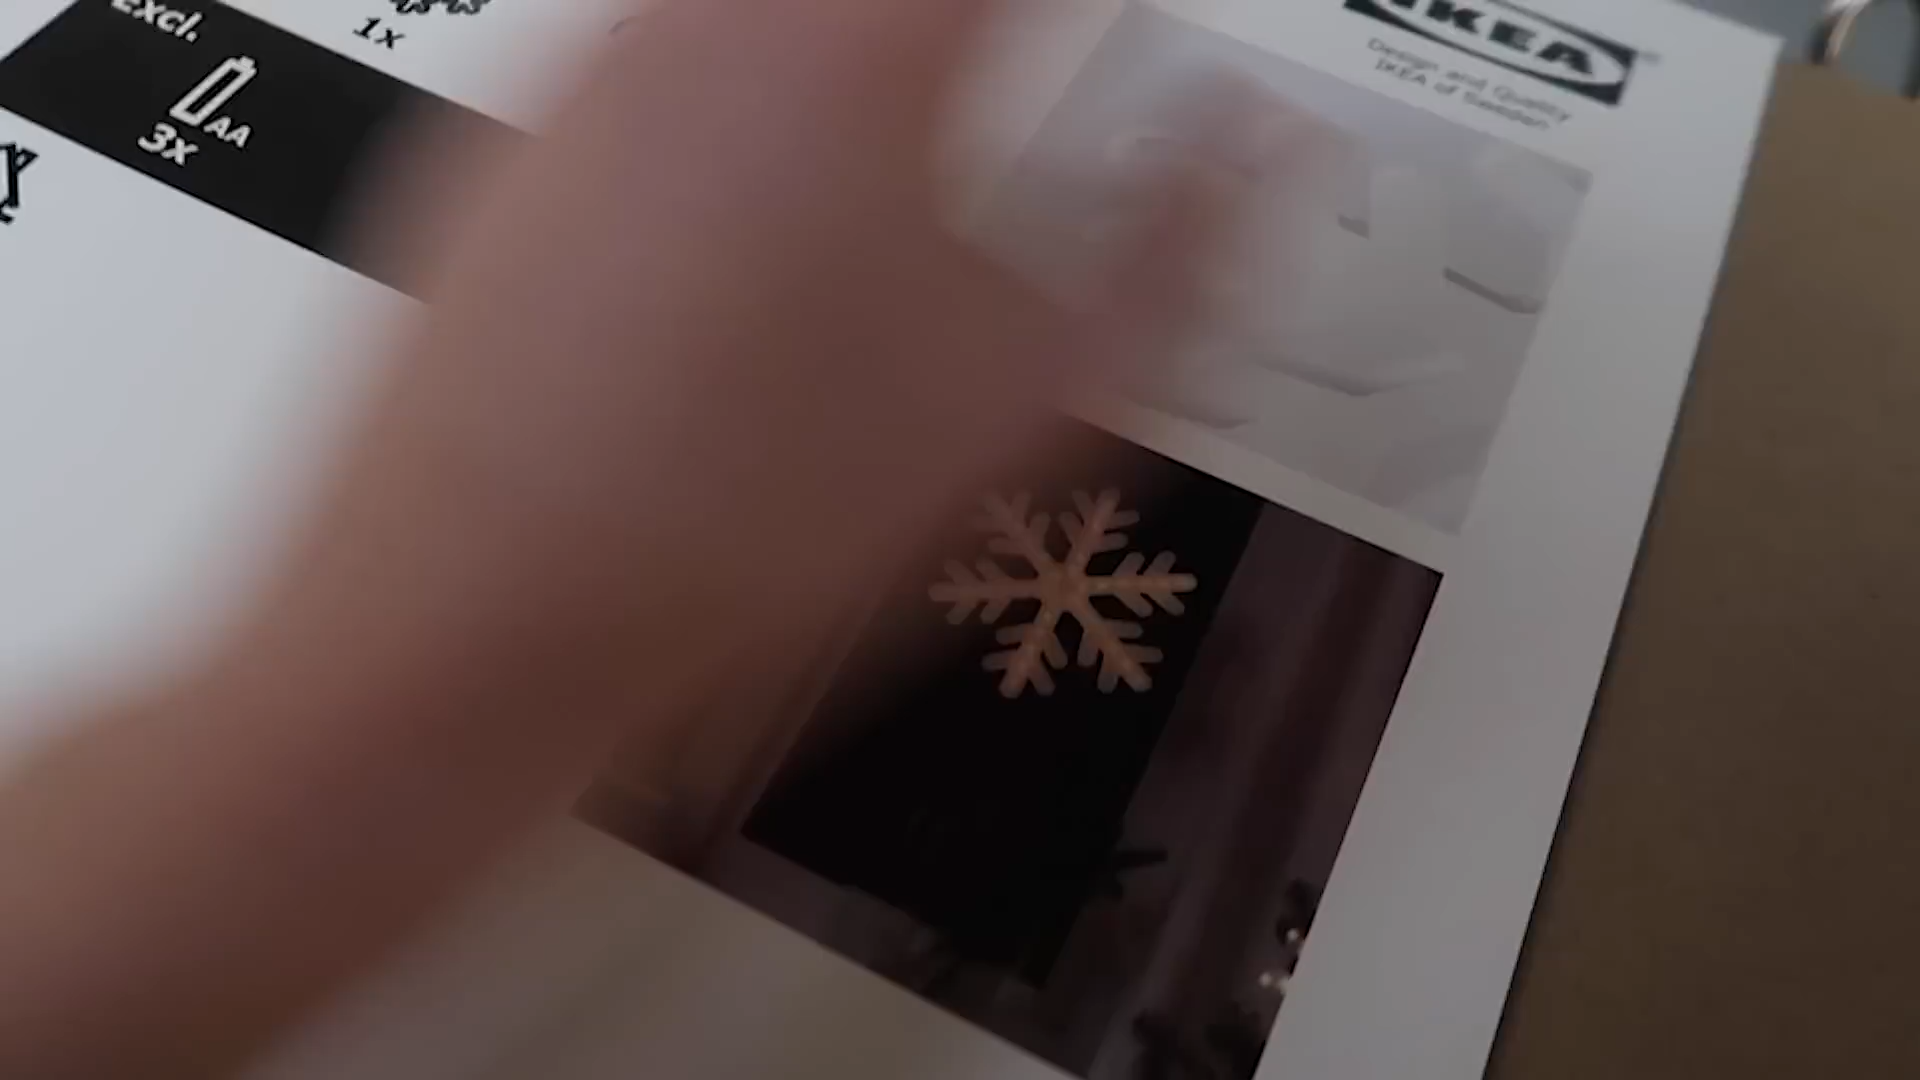 Excl.
1x
AA
3x
IKEA
Design and Quality
IKEA of Sweden